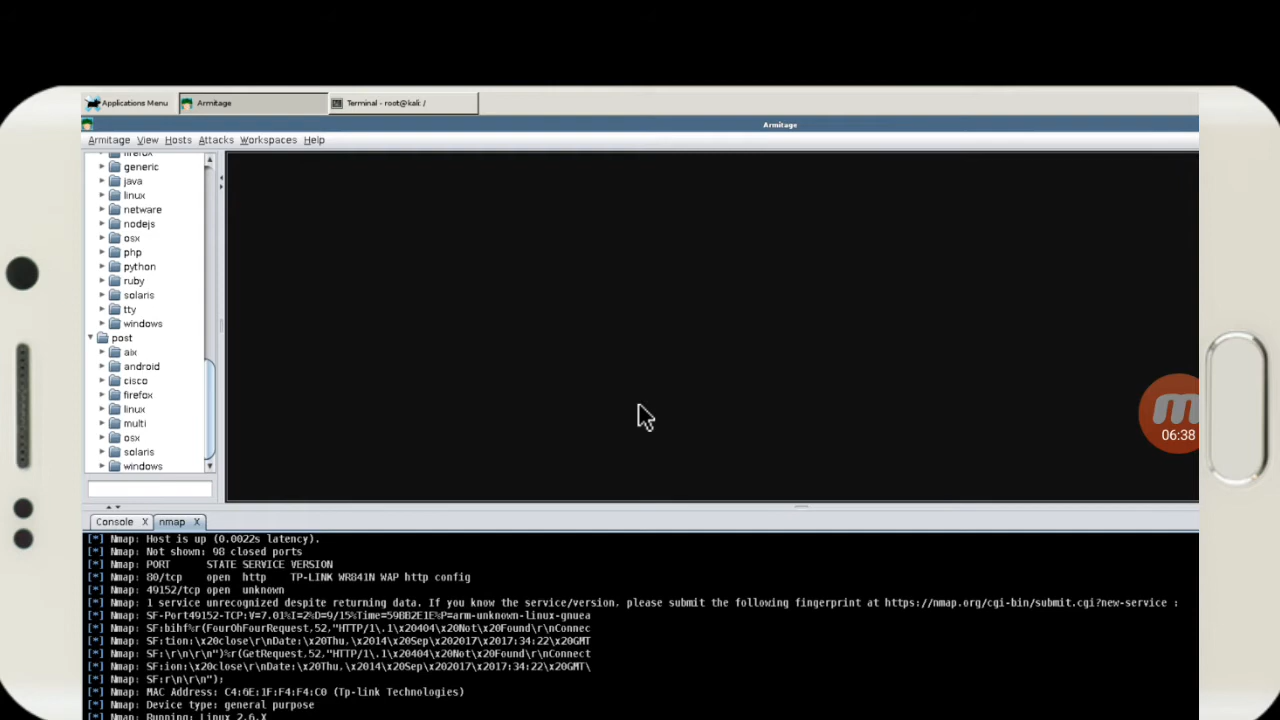 Applications Menu Armitage Terminal - root@kali: /
Armitage
Armitage View Hosts Attacks Workspaces Help
firefox
generic
java
linux
netware
nodejs
osx
php
python
ruby
solaris
tty
windows
post
aix
android
cisco
firefox
linux
multi
osx
solaris
windows
06:38
Console X nmap X
[*] Nmap: Host is up (0.0022s latency).
[*] Nmap: Not shown: 98 closed ports
[*] Nmap: PORT STATE SERVICE VERSION
[*] Nmap: 80/tcp open http TP-LINK WR841N WAP http config
[*] Nmap: 49152/tcp open unknown
[*] Nmap: 1 service unrecognized despite returning data. If you know the service/version, please submit the following fingerprint at https://nmap.org/cgi-bin/submit.cgi?new-service :
[*] Nmap: SF-Port49152-TCP:V=7.01%I=2%D=9/15%Time=59BB2E1E%P=arm-unknown-linux-gnuea
[*] Nmap: SF:bihf%r(FourOhFourRequest,52,"HTTP/1\.1\x20404\x20Not\x20Found\r\nConnec
[*] Nmap: SF:tion:\x20close\r\nDate:\x20Thu,\x2014\x20Sep\x202017\x2017:34:22\x20GMT
[*] Nmap: SF:\r\n\r\n")%r(GetRequest,52,"HTTP/1\.1\x20404\x20Not\x20Found\r\nConnect
[*] Nmap: SF:ion:\x20close\r\nDate:\x20Thu,\x2014\x20Sep\x202017\x2017:34:22\x20GMT\
[*] Nmap: SF:r\n\r\n");
[*] Nmap: MAC Address: C4:6E:1F:F4:F4:C0 (Tp-link Technologies)
[*] Nmap: Device type: general purpose
[*] Nmap: Running: Linux 2.6.X